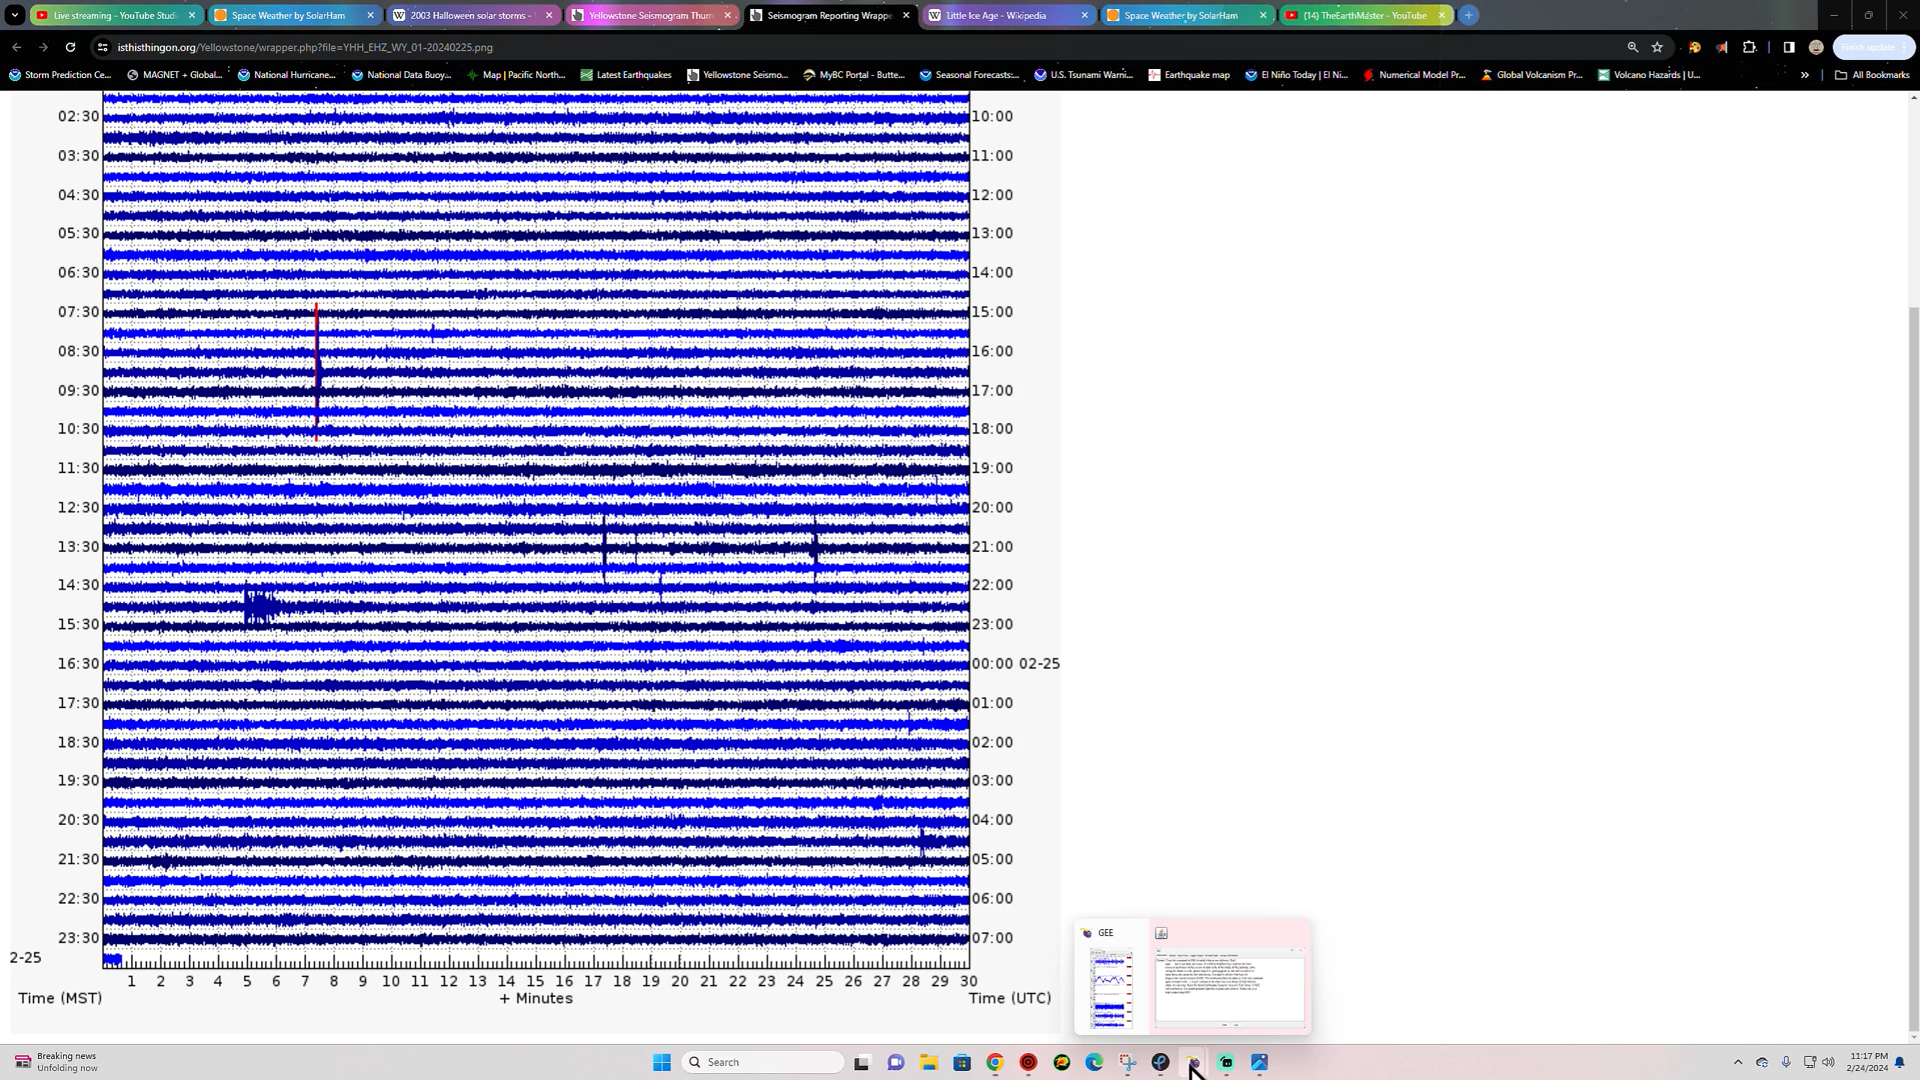 Live streaming - YouTube Studi
Space Weather by SolarHam
2003 Halloween solar storms -
Yellowstone Seismogram Thum
Seismogram Reporting Wrappe
Little Ice Age - Wikipedia
Space Weather by SolarHam
(14) TheEarthMaster - YouTube
isthisthingon.org/Yellowstone/wrapper.php?file=YHH_EHZ_WY_01-20240225.png
Finish update
Storm Prediction Ce...
MAGNET + Global...
National Hurricane...
National Data Buoy...
Map | Pacific North...
Latest Earthquakes
Yellowstone Seismo...
MyBC Portal - Butte...
Seasonal Forecasts:...
U.S. Tsunami Warni...
Earthquake map
El Niño Today | El Ni...
Numerical Model Pr...
Global Volcanism Pr...
Volcano Hazards | U...
All Bookmarks
02:30 10:00
03:30 11:00
04:30 12:00
05:30 13:00
06:30 14:00
07:30 15:00
08:30 16:00
09:30 17:00
10:30 18:00
11:30 19:00
12:30 20:00
13:30 21:00
14:30 22:00
15:30 23:00
16:30 00:00 02-25
17:30 01:00
18:30 02:00
19:30 03:00
20:30 04:00
21:30 05:00
22:30 06:00
23:30 07:00
2-25
1 2 3 4 5 6 7 8 9 10 11 12 13 14 15 16 17 18 19 20 21 22 23 24 25 26 27 28 29 30
Time (MST) + Minutes Time (UTC)
GEE
Breaking news
Unfolding now
Search
11:17 PM
2/24/2024